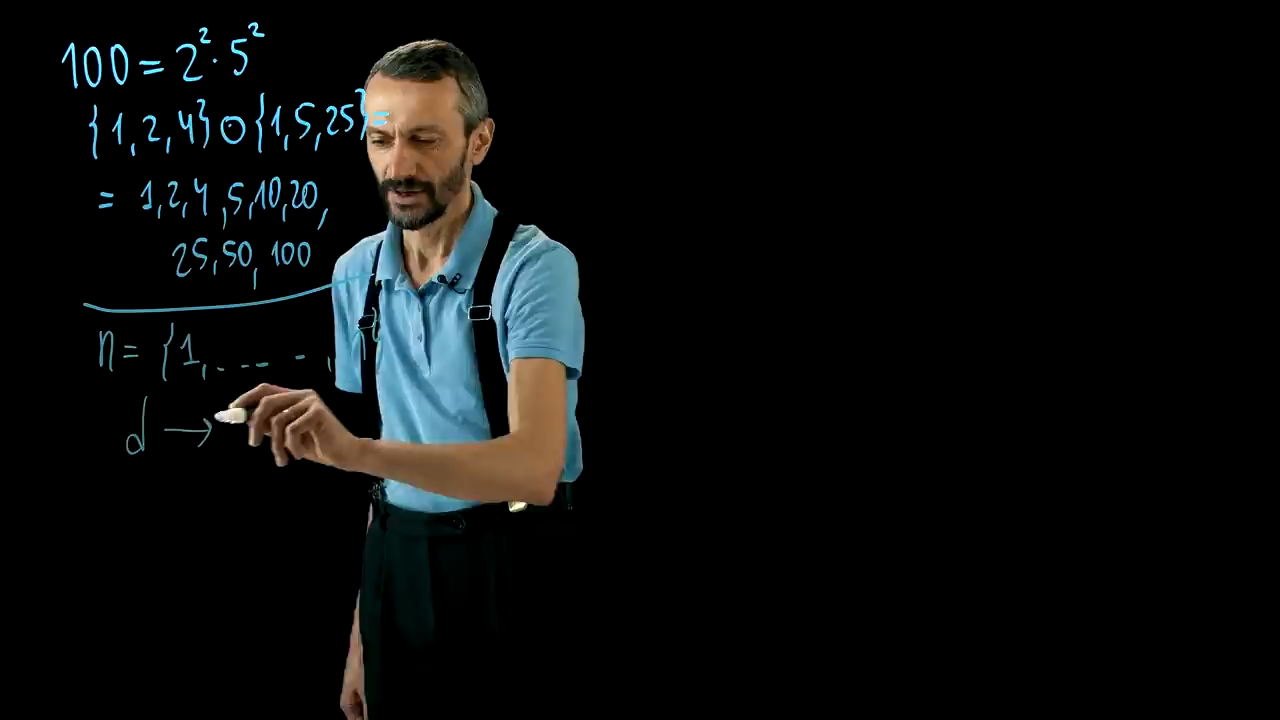 100 = 2² · 5²
{1, 2, 4} ⊙ {1, 5, 25} =
= 1, 2, 4, 5, 10, 20,
25, 50, 100
n = {1, . - - - - ,
d →